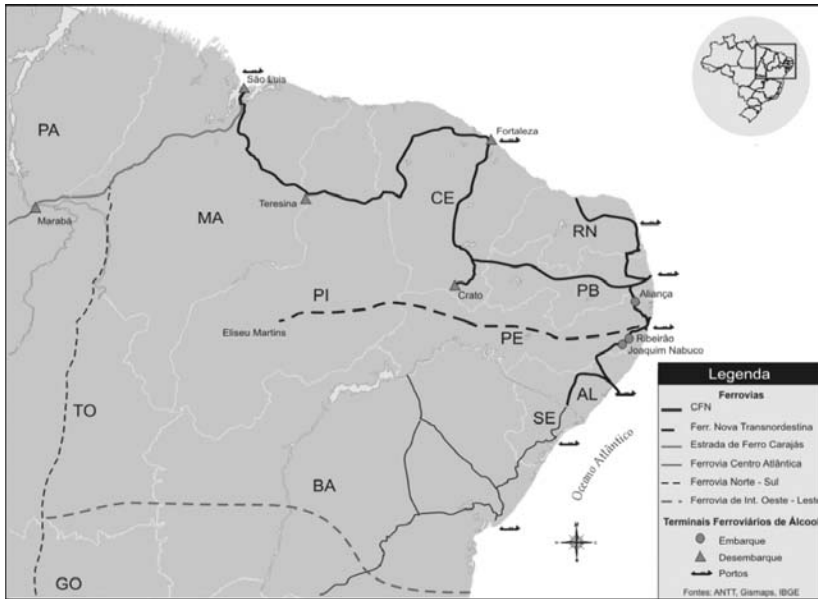 São Luis
Fortaleza
PA
Marabá
MA
Teresina
CE
RN
PI
Crato
PB
Aliança
Eliseu Martins
PE
Ribeirão
Joaquim Nabuco
TO
AL
SE
BA
Oceano Atlântico
GO
N
Legenda
Ferrovias
CFN
Ferr. Nova Transnordestina
Estrada de Ferro Carajás
Ferrovia Centro Atlântica
Ferrovia Norte - Sul
Ferrovia de Int. Oeste - Leste
Terminais Ferroviários de Álcool
Embarque
Desembarque
Portos
Fontes: ANTT, Gismaps, IBGE